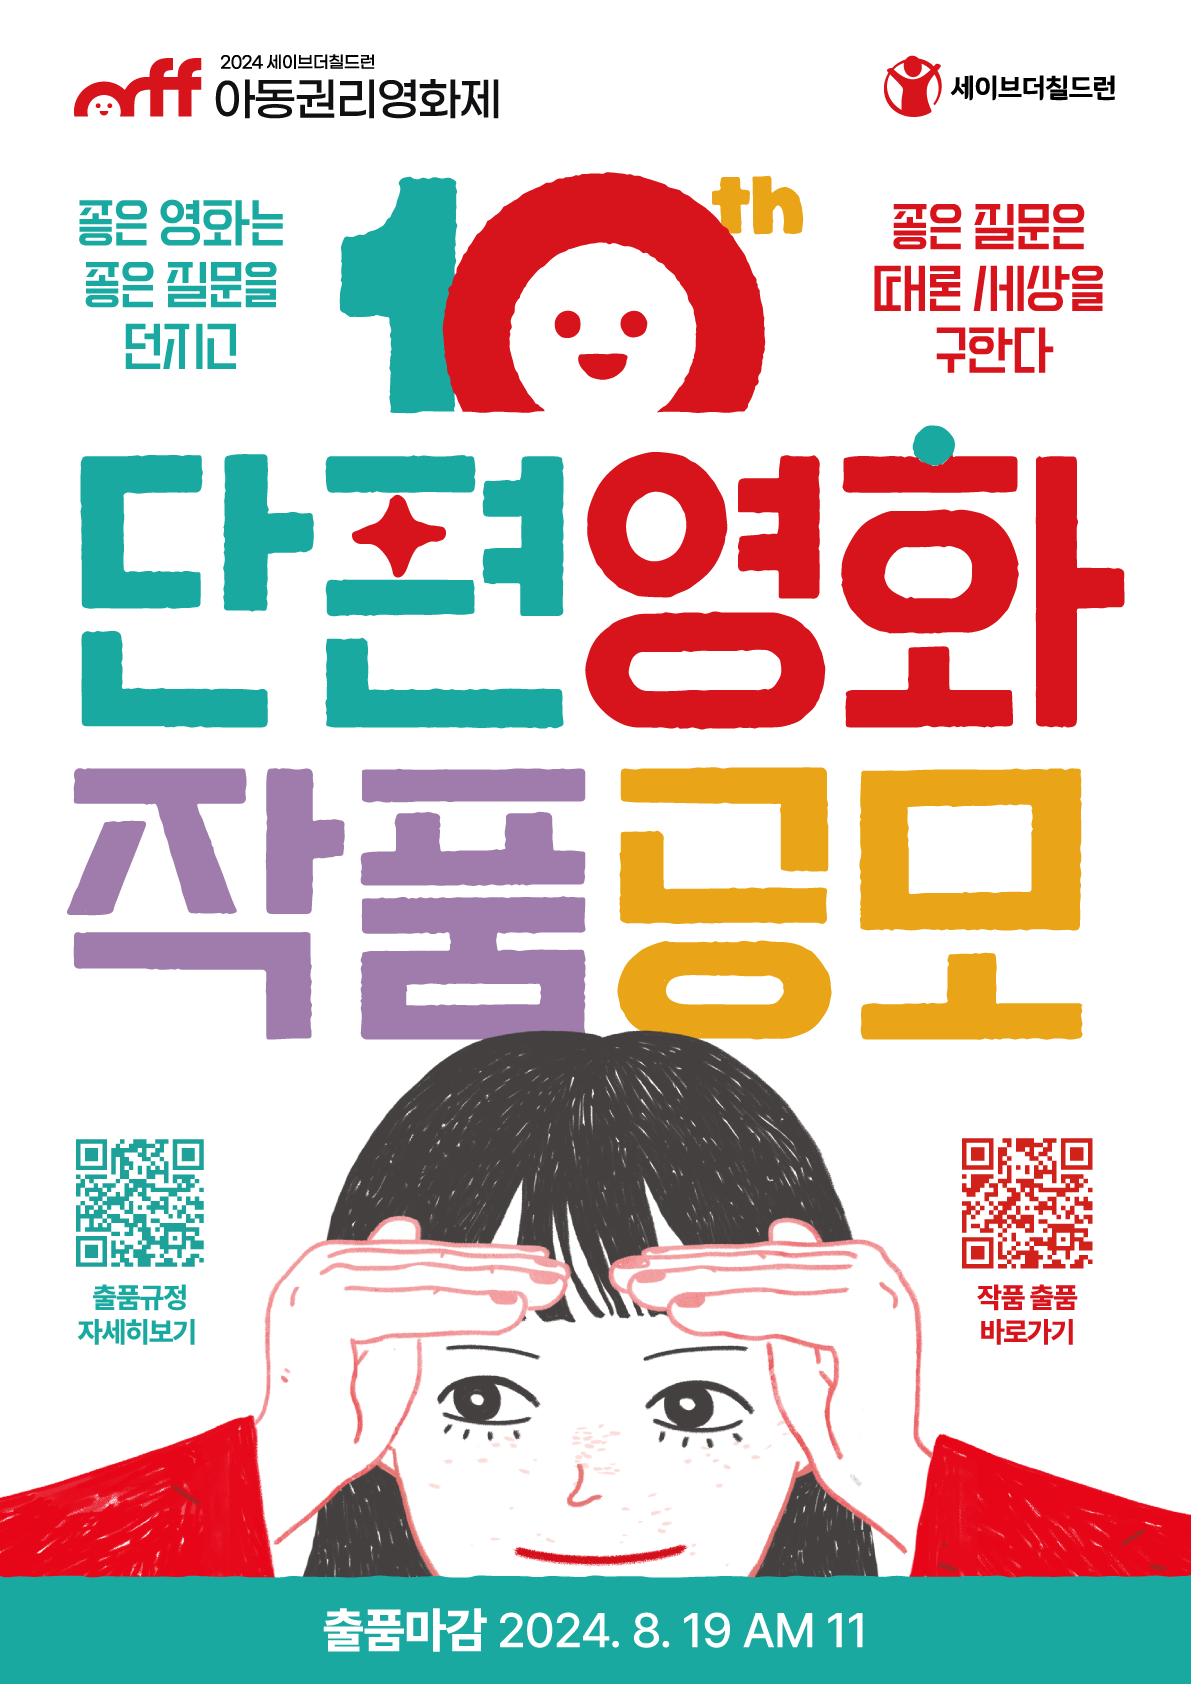 orff
2024 세이브더칠드런
아동권리영화제
세이브더칠드런
좋은 영화는
좋은 질문을
던지고
10th
좋은 질문은
때론 세상을
구한다
단편영화
작품공모
출품규정
자세히보기
작품 출품
바로가기
출품마감 2024. 8. 19 AM 11